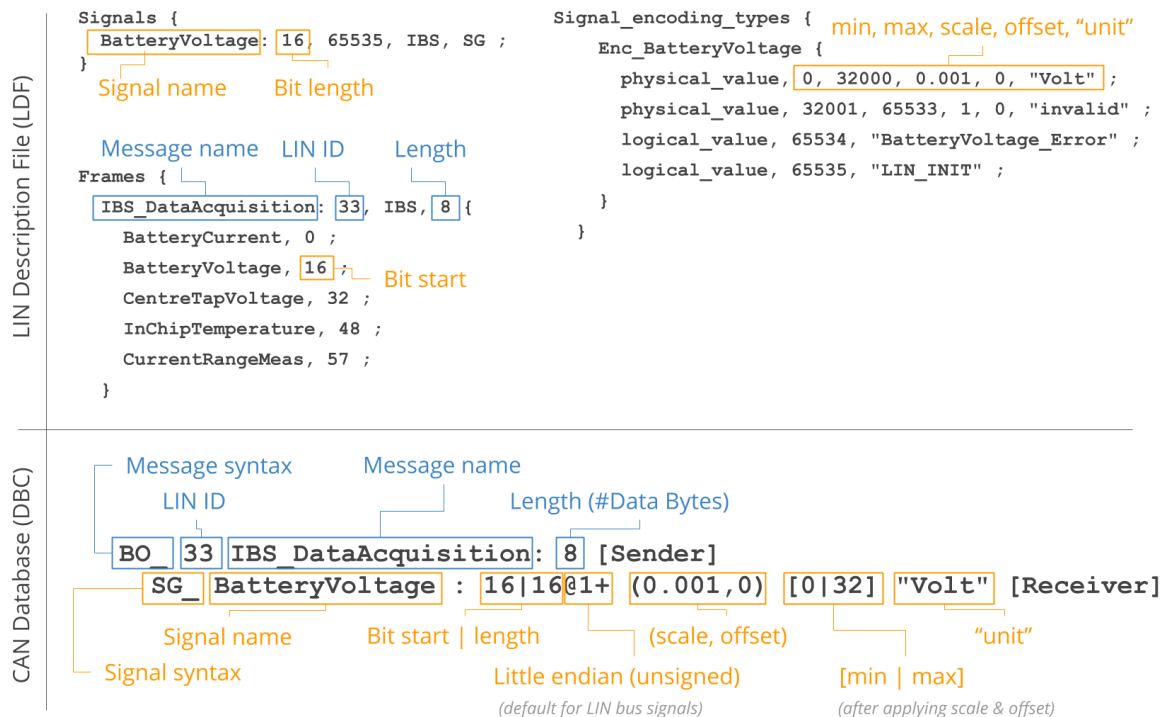 LIN Description File (LDF)
Signals {
BatteryVoltage: 16, 65535, IBS, SG ;
}
Signal name
Bit length
Message name
LIN ID
Length
Frames {
IBS_DataAcquisition: 33, IBS, 8 {
BatteryCurrent, 0 ;
BatteryVoltage, 16 ;
Bit start
CentreTapVoltage, 32 ;
InChipTemperature, 48 ;
CurrentRangeMeas, 57 ;
}
Signal_encoding_types {
min, max, scale, offset, “unit”
Enc_BatteryVoltage {
physical_value, 0, 32000, 0.001, 0, "Volt" ;
physical_value, 32001, 65533, 1, 0, "invalid" ;
logical_value, 65534, "BatteryVoltage_Error" ;
logical_value, 65535, "LIN_INIT" ;
}
}
CAN Database (DBC)
Message syntax
Message name
LIN ID
Length (#Data Bytes)
BO_ 33 IBS_DataAcquisition: 8 [Sender]
SG_ BatteryVoltage : 16|16@1+ (0.001,0) [0|32] "Volt" [Receiver]
Signal name
Bit start | length
(scale, offset)
“unit”
Signal syntax
Little endian (unsigned)
[min | max]
(default for LIN bus signals)
(after applying scale & offset)